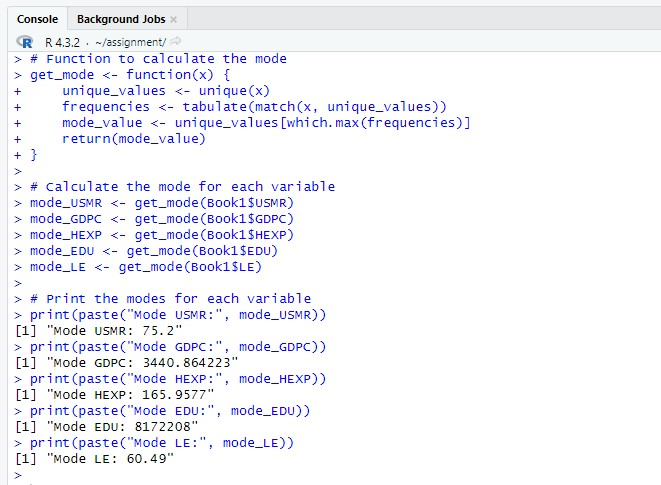 Console Background Jobs ×
R R 4.3.2 · ~/assignment/
> # Function to calculate the mode
> get_mode <- function(x) {
+     unique_values <- unique(x)
+     frequencies <- tabulate(match(x, unique_values))
+     mode_value <- unique_values[which.max(frequencies)]
+     return(mode_value)
+ }
>
> # Calculate the mode for each variable
> mode_USMR <- get_mode(Book1$USMR)
> mode_GDPC <- get_mode(Book1$GDPC)
> mode_HEXP <- get_mode(Book1$HEXP)
> mode_EDU <- get_mode(Book1$EDU)
> mode_LE <- get_mode(Book1$LE)
>
> # Print the modes for each variable
> print(paste("Mode USMR:", mode_USMR))
[1] "Mode USMR: 75.2"
> print(paste("Mode GDPC:", mode_GDPC))
[1] "Mode GDPC: 3440.864223"
> print(paste("Mode HEXP:", mode_HEXP))
[1] "Mode HEXP: 165.9577"
> print(paste("Mode EDU:", mode_EDU))
[1] "Mode EDU: 8172208"
> print(paste("Mode LE:", mode_LE))
[1] "Mode LE: 60.49"
>